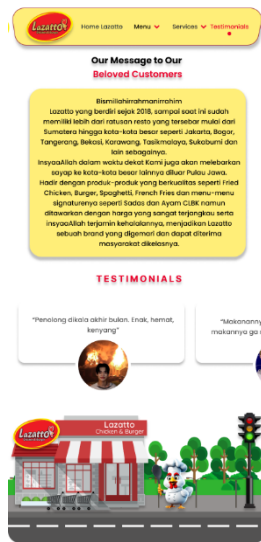 Lazatto
Home Lazatto Menu Services Testimonials
Our Message to Our
Beloved Customers
Bismillahirrahmanirrahim
Lazatto yang berdiri sejak 2018, sampai saat ini sudah
memiliki lebih dari ratusan resto yang tersebar mulai dari
Sumatera hingga kota-kota besar seperti Jakarta, Bogor,
Tangerang, Bekasi, Karawang, Tasikmalaya, Sukabumi dan
lain sebagainya.
InsyaaAllah dalam waktu dekat Kami juga akan melebarkan
sayap ke kota-kota besar lainnya diluar Pulau Jawa.
Hadir dengan produk-produk yang berkualitas seperti Fried
Chicken, Burger, Spaghetti, French Fries dan menu-menu
signaturenya seperti Sadas dan Ayam GLBK namun
ditawarkan dengan harga yang sangat terjangkau serta
insyaAllah terjamin kehalalannya, menjadikan Lazatto
sebuah brand yang digemari dan dapat diterima
masyarakat dikelasnya.
TESTIMONIALS
"Penolong dikala akhir bulan. Enak, hemat,
kenyang"
"Makanann
makannya ga
Lazatto
Lazatto
Chicken & Burger